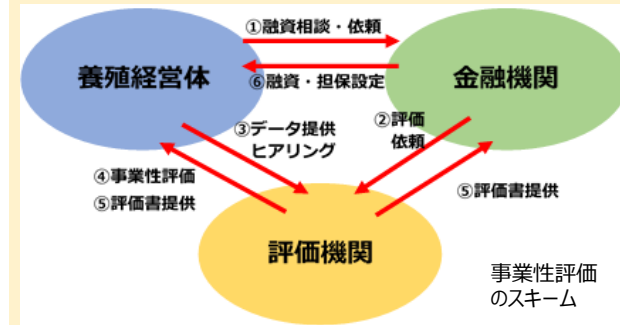 ①融資相談・依頼
養殖経営体
金融機関
⑥融資・担保設定
③データ提供
ヒアリング
②評価
依頼
④事業性評価
⑤評価書提供
⑤評価書提供
評価機関
事業性評価
のスキーム